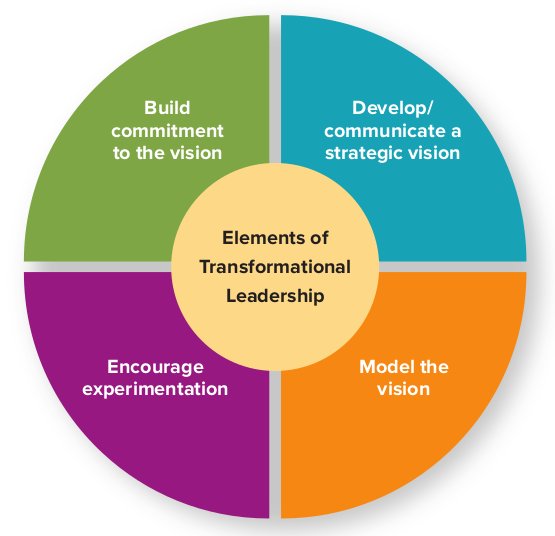 Build
commitment
to the vision
Develop/
communicate a
strategic vision
Elements of
Transformational
Leadership
Encourage
experimentation
Model the
vision